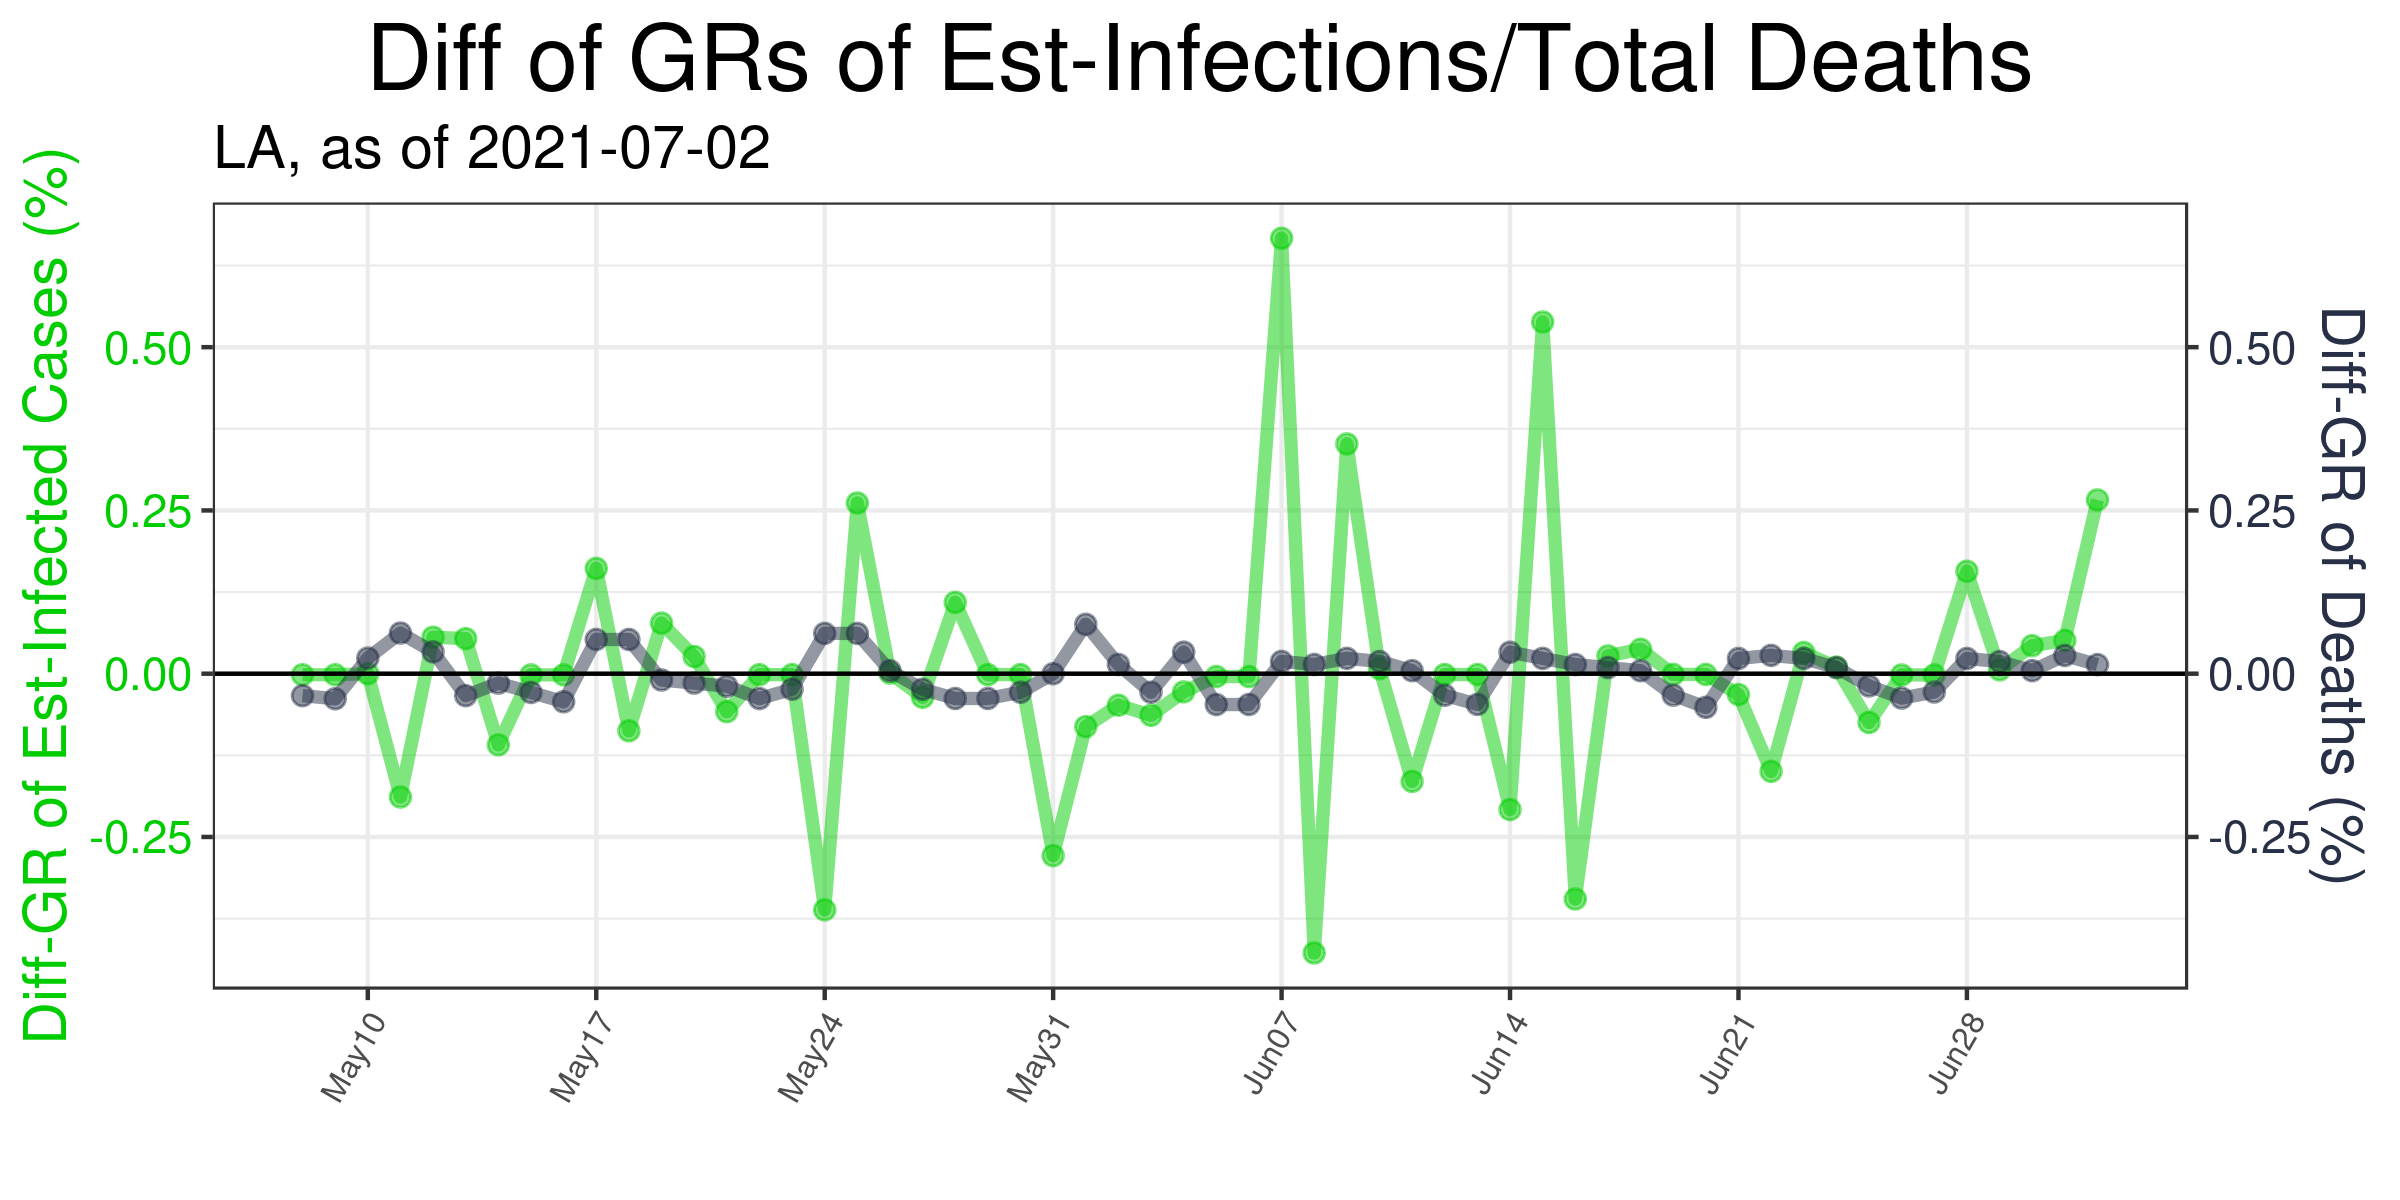 Diff of GRs of Est-Infections/Total Deaths
LA, as of 2021-07-02
Diff-GR of Est-Infected Cases (%)
0.50
0.25
0.00
-0.25
0.50
0.25
0.00
-0.25
Diff-GR of Deaths (%)
May10
May17
May24
May31
Jun07
Jun14
Jun21
Jun28